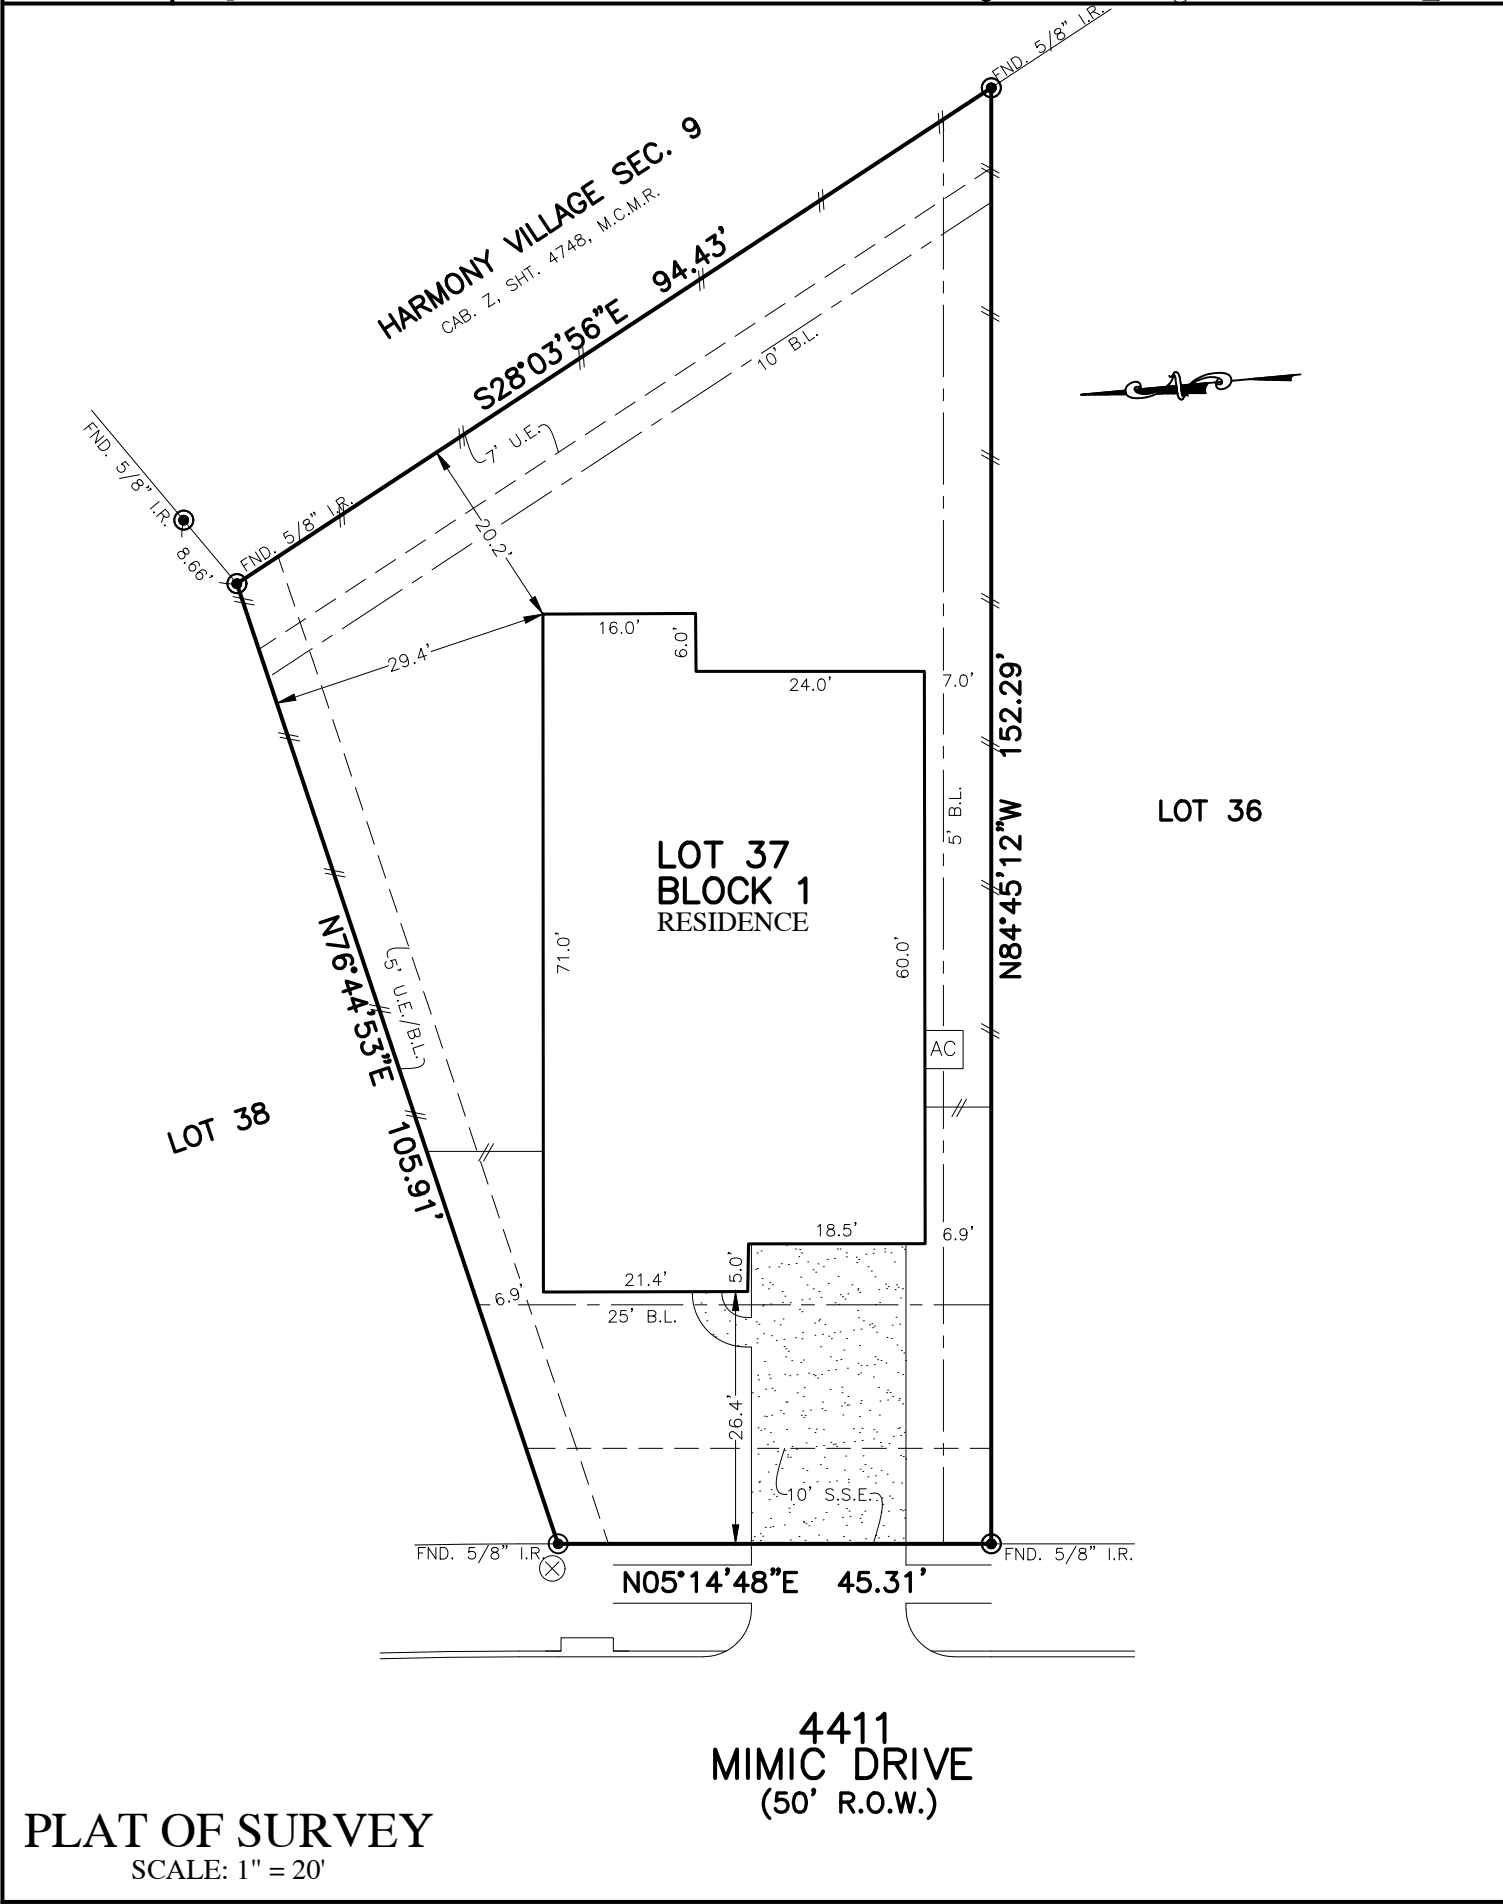 FND. 5/8" I.R.
HARMONY VILLAGE SEC. 9
CAB. Z, SHT. 4748, M.C.M.R.
S28°03'56"E 94.43'
10' B.L.
7' U.E.
FND. 5/8" I.R.
8.66'
FND. 5/8" I.R.
20.2'
29.4'
16.0'
6.0'
24.0'
7.0'
N84°45'12"W 152.29'
5' B.L.
LOT 36
LOT 37
BLOCK 1
RESIDENCE
71.0'
60.0'
N76°44'53"E 105.91'
5' U.E./B.L.
AC
LOT 38
18.5'
6.9'
5.0'
21.4'
6.9'
25' B.L.
26.4'
10' S.S.E.
FND. 5/8" I.R.
FND. 5/8" I.R.
N05°14'48"E 45.31'
4411
MIMIC DRIVE
(50' R.O.W.)
PLAT OF SURVEY
SCALE: 1" = 20'